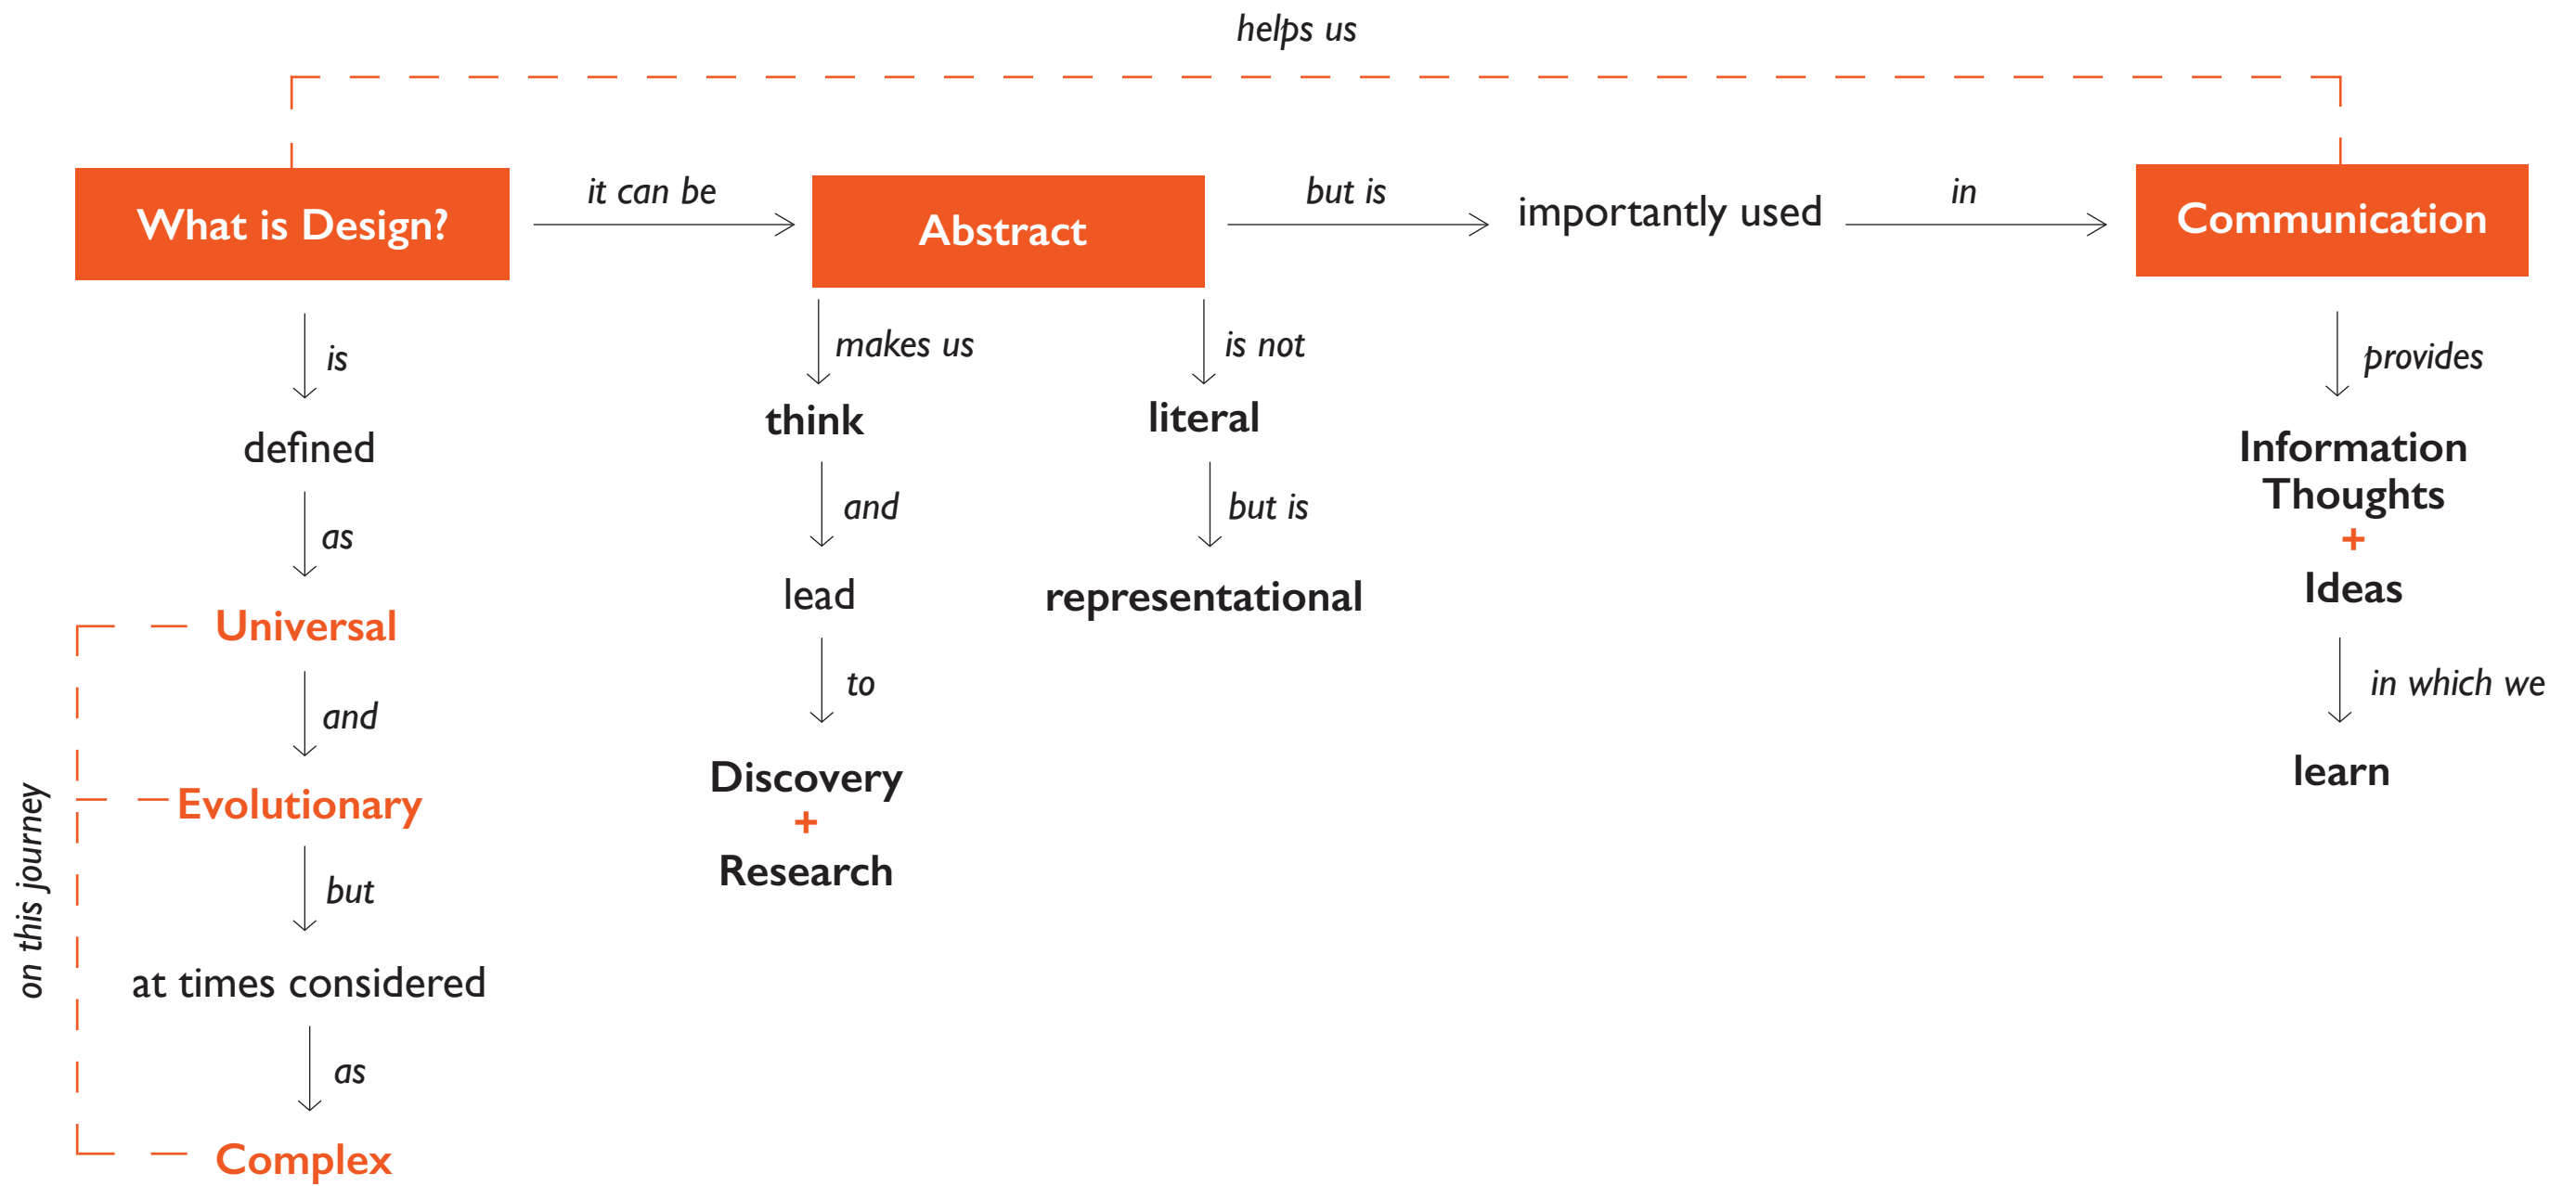 helps us
What is Design?
it can be
Abstract
but is
importantly used
in
Communication
is
defined
as
Universal
and
Evolutionary
but
at times considered
as
Complex
on this journey
makes us
think
and
lead
to
Discovery
+
Research
is not
literal
but is
representational
provides
Information
Thoughts
+
Ideas
in which we
learn